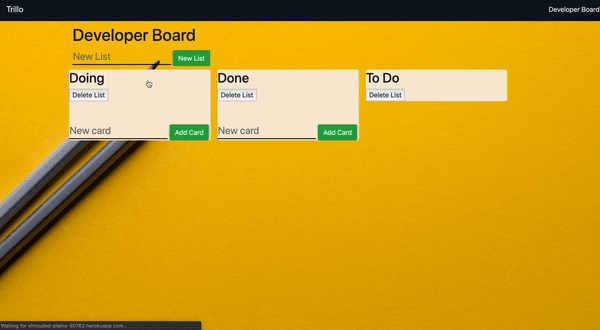 Trillo
Developer Board
Developer Board
New List
New List
Doing
Done
To Do
Delete List
Delete List
Delete List
New card
Add Card
New card
Add Card
Waiting for shrouded-plains-30762.herokuapp.com...